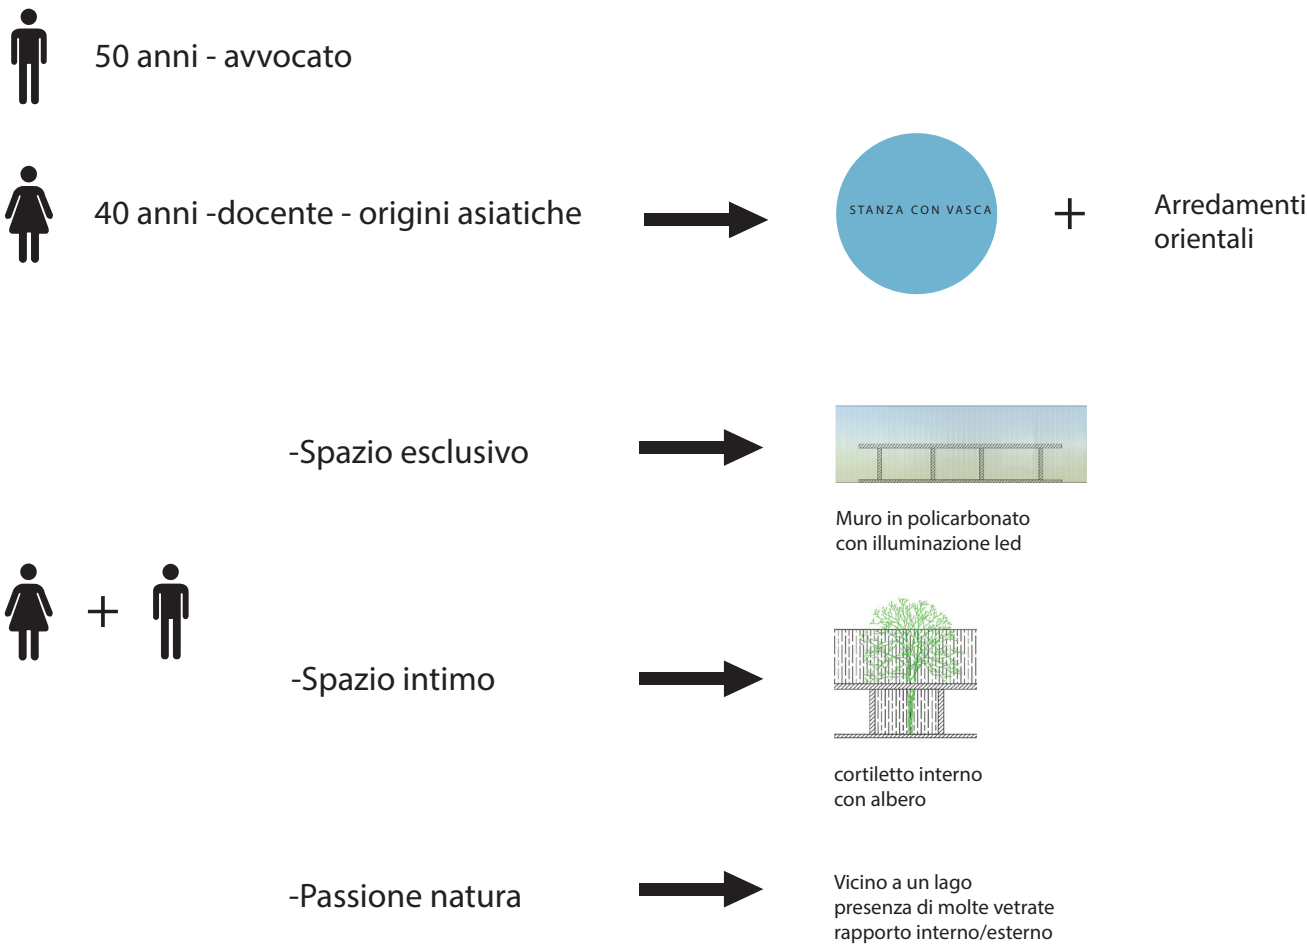 50 anni - avvocato
40 anni -docente - origini asiatiche
STANZA CON VASCA
+
Arredamenti
orientali
-Spazio esclusivo
Muro in policarbonato
con illuminazione led
+
-Spazio intimo
cortiletto interno
con albero
-Passione natura
Vicino a un lago
presenza di molte vetrate
rapporto interno/esterno